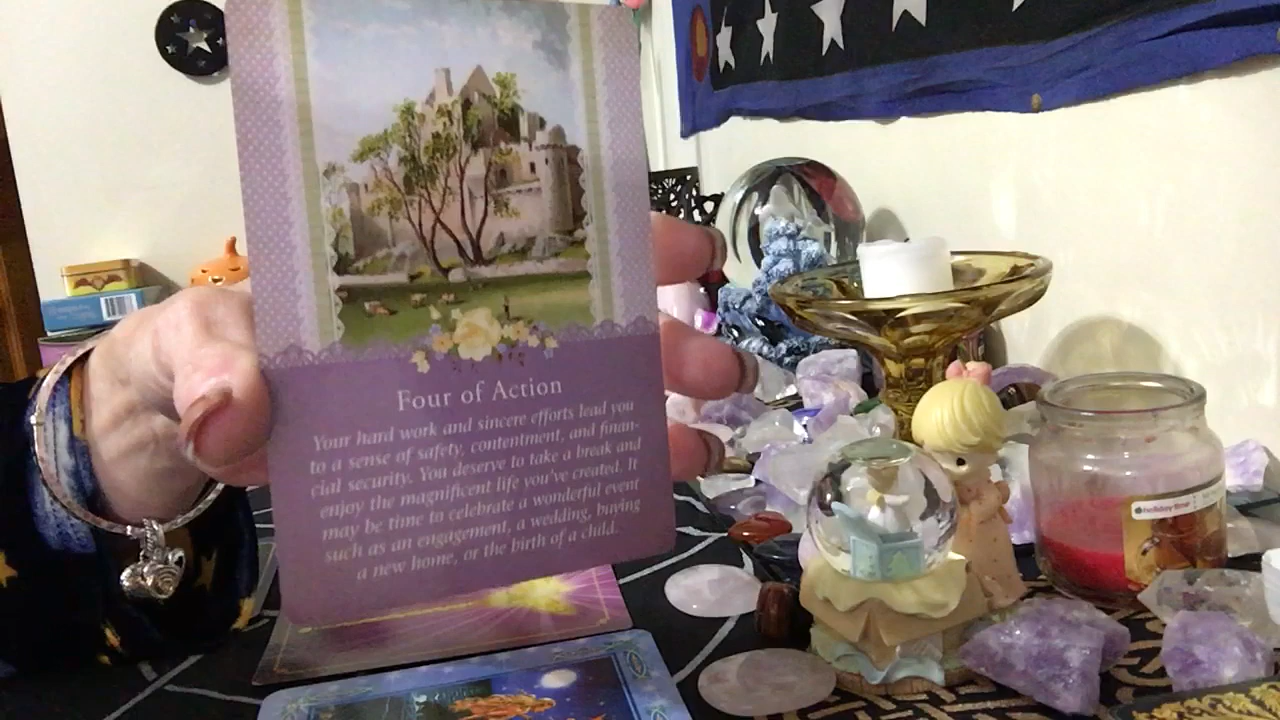 Four of Action
Your hard work and sincere efforts lead you
to a sense of safety, contentment, and finan-
cial security. You deserve to take a break and
enjoy the magnificent life you've created. It
may be time to celebrate a wonderful event
such as an engagement, a wedding, buying
a new home, or the birth of a child.
holiday time